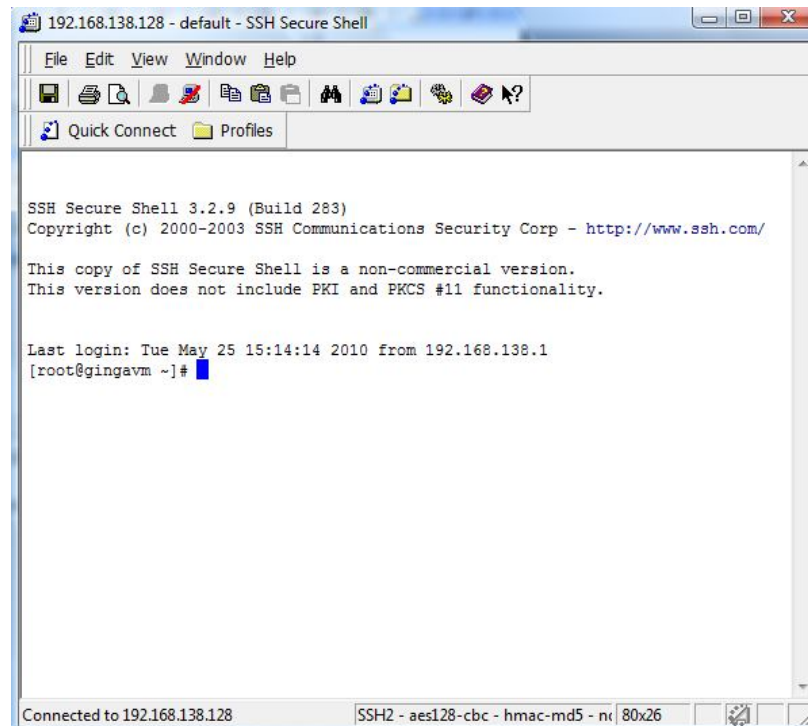 192.168.138.128 - default - SSH Secure Shell
File Edit View Window Help
Quick Connect Profiles
SSH Secure Shell 3.2.9 (Build 283)
Copyright (c) 2000-2003 SSH Communications Security Corp - http://www.ssh.com/
This copy of SSH Secure Shell is a non-commercial version.
This version does not include PKI and PKCS #11 functionality.
Last login: Tue May 25 15:14:14 2010 from 192.168.138.1
[root@gingavm ~]#
Connected to 192.168.138.128 SSH2 - aes128-cbc - hmac-md5 - 80x26